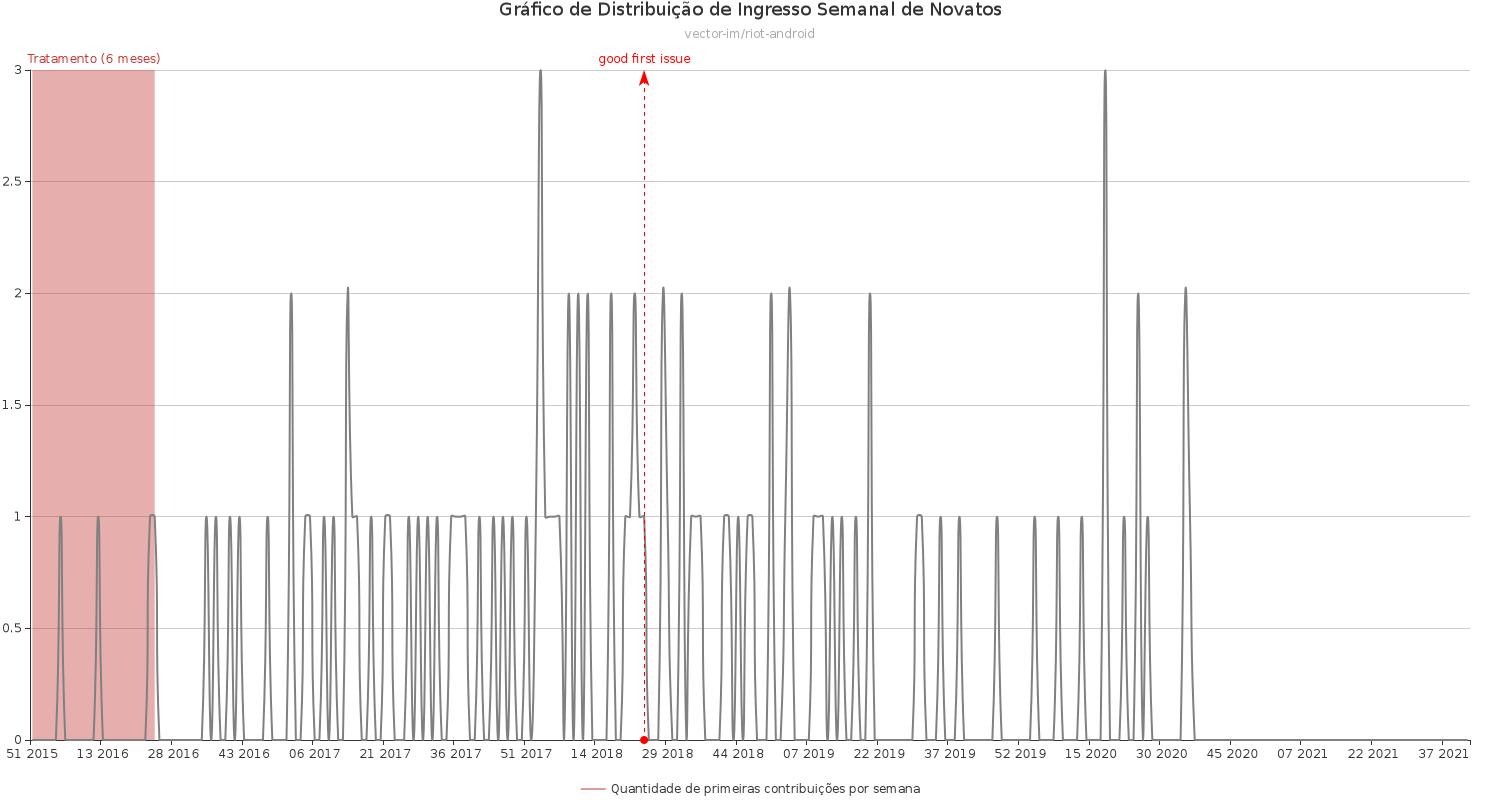 Gráfico de Distribuição de Ingresso Semanal de Novatos
vector-im/riot-android
Tratamento (6 meses)
good first issue
3
2.5
2
1.5
1
0.5
0
51 2015 13 2016 28 2016 43 2016 06 2017 21 2017 36 2017 51 2017 14 2018 29 2018 44 2018 07 2019 22 2019 37 2019 52 2019 15 2020 30 2020 45 2020 07 2021 22 2021 37 2021
Quantidade de primeiras contribuições por semana